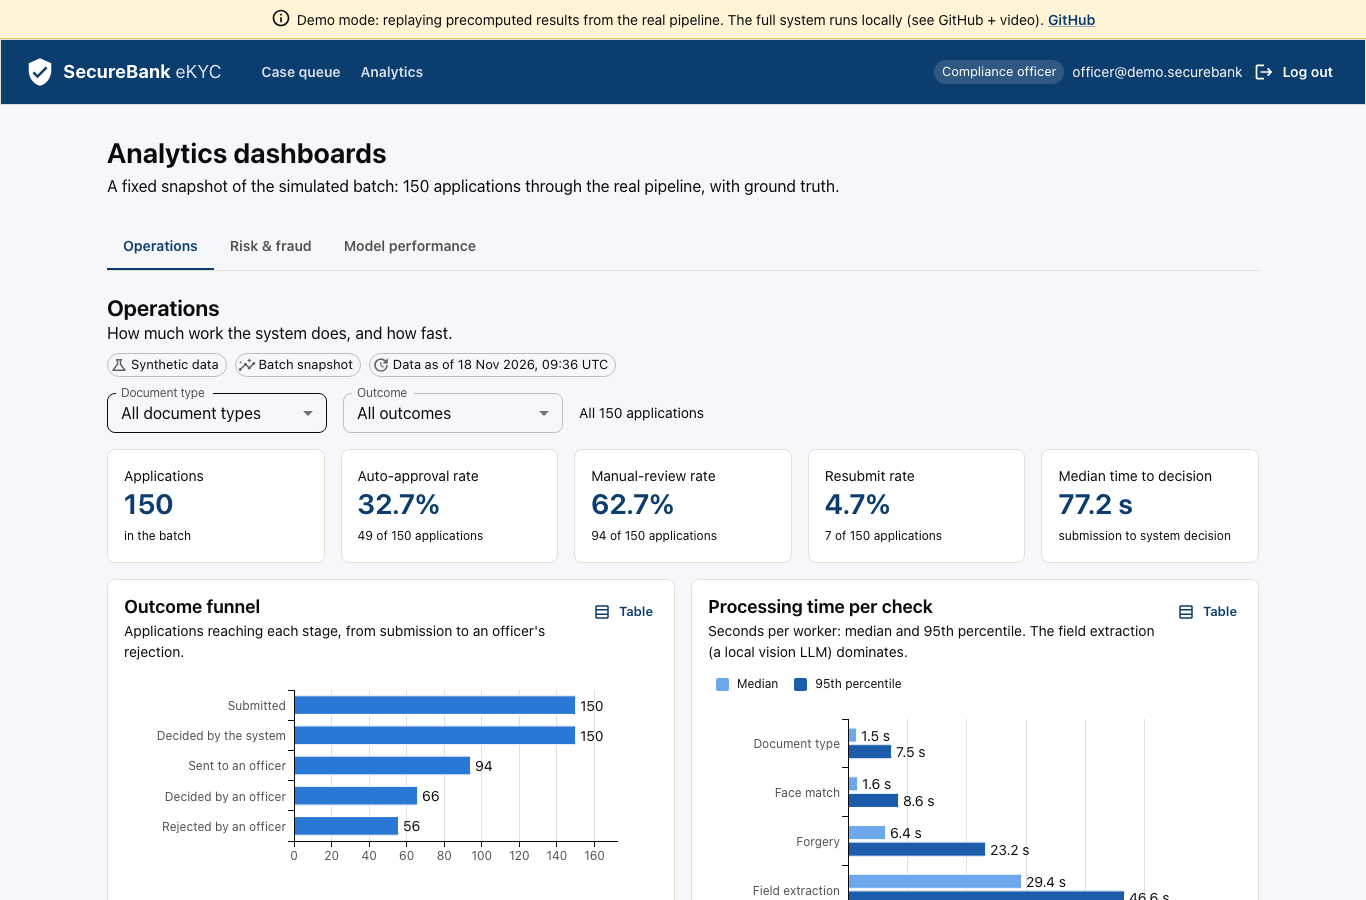 Demo mode: replaying precomputed results from the real pipeline. The full system runs locally (see GitHub + video). GitHub
SecureBank eKYC
Case queue
Analytics
Compliance officer
officer@demo.securebank
Log out
Analytics dashboards
A fixed snapshot of the simulated batch: 150 applications through the real pipeline, with ground truth.
Operations
Risk & fraud
Model performance
Operations
How much work the system does, and how fast.
Synthetic data
Batch snapshot
Data as of 18 Nov 2026, 09:36 UTC
Document type
All document types
Outcome
All outcomes
All 150 applications
Applications
150
in the batch
Auto-approval rate
32.7%
49 of 150 applications
Manual-review rate
62.7%
94 of 150 applications
Resubmit rate
4.7%
7 of 150 applications
Median time to decision
77.2 s
submission to system decision
Outcome funnel
Table
Applications reaching each stage, from submission to an officer's
rejection.
Submitted 150
Decided by the system 150
Sent to an officer 94
Decided by an officer 66
Rejected by an officer 56
0 20 40 60 80 100 120 140 160
Processing time per check
Table
Seconds per worker: median and 95th percentile. The field extraction
(a local vision LLM) dominates.
Median
95th percentile
Document type
1.5 s
7.5 s
Face match
1.6 s
8.6 s
Forgery
6.4 s
23.2 s
Field extraction
29.4 s
46.6 s